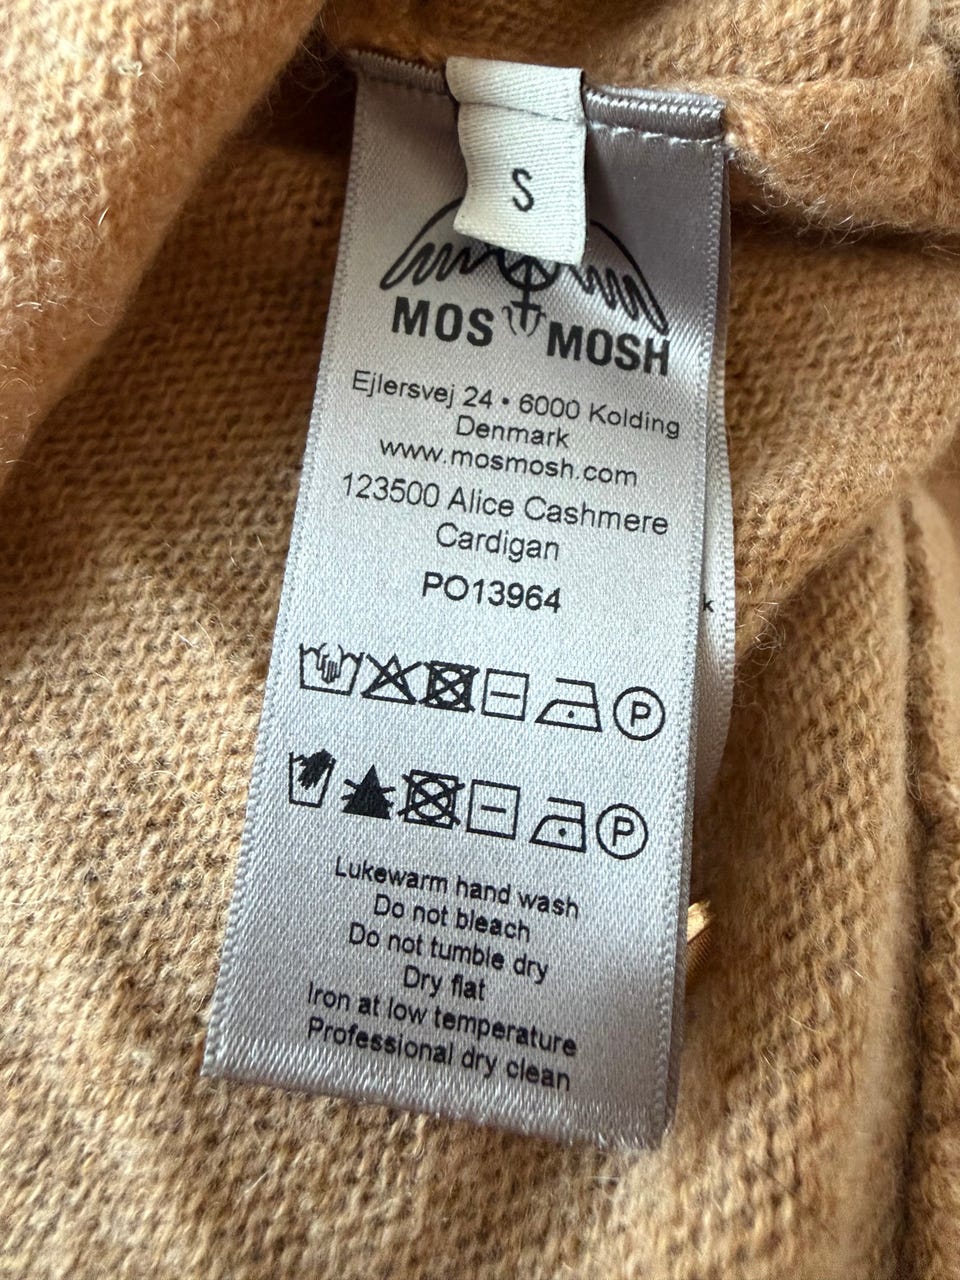 S
MOS MOSH
Ejlersvej 24 • 6000 Kolding
Denmark
www.mosmosh.com
123500 Alice Cashmere
Cardigan
PO13964
k
P
P
Lukewarm hand wash
Do not bleach
Do not tumble dry
Dry flat
Iron at low temperature
Professional dry clean